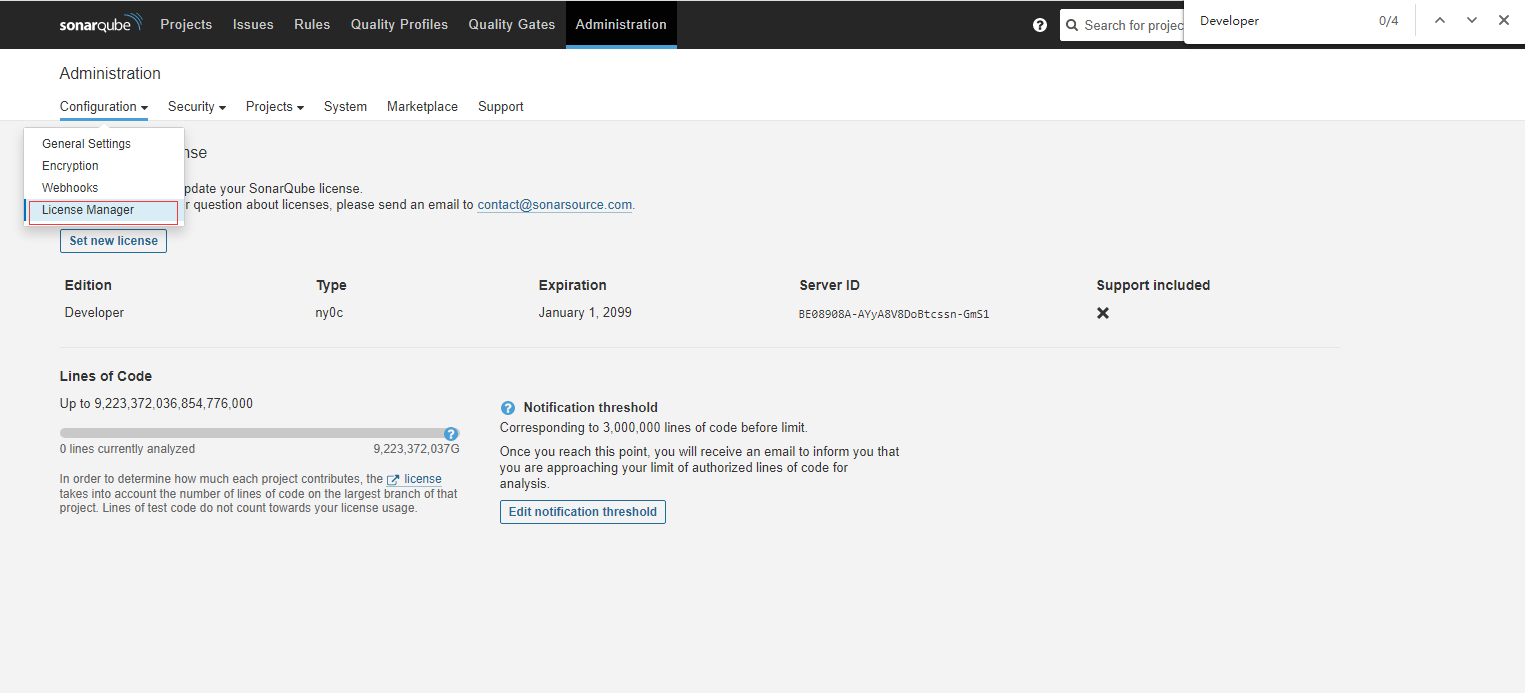 sonarqube Projects Issues Rules Quality Profiles Quality Gates Administration ? Search for projec Developer 0/4
Administration
Configuration Security Projects System Marketplace Support
General Settings
Encryption
Webhooks
License Manager
nse
pdate your SonarQube license.
r question about licenses, please send an email to contact@sonarsource.com.
Set new license
Edition Type Expiration Server ID Support included
Developer ny0c January 1, 2099 BE08908A-AYyA8V8DoBtcssn-GmS1
Lines of Code
Up to 9,223,372,036,854,776,000
?
0 lines currently analyzed 9,223,372,037G
In order to determine how much each project contributes, the license
takes into account the number of lines of code on the largest branch of that
project. Lines of test code do not count towards your license usage.
? Notification threshold
Corresponding to 3,000,000 lines of code before limit.
Once you reach this point, you will receive an email to inform you that
you are approaching your limit of authorized lines of code for
analysis.
Edit notification threshold